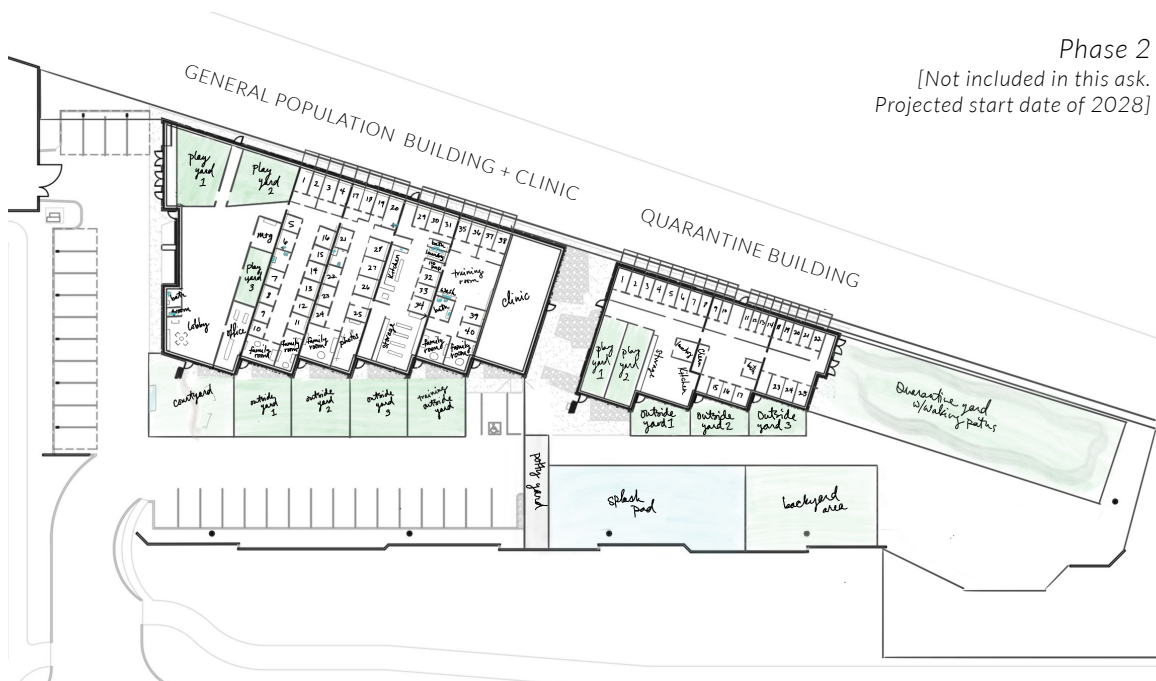 Phase 2
[Not included in this ask.
Projected start date of 2028]
GENERAL POPULATION BUILDING + CLINIC
QUARANTINE BUILDING
play
yard
1
play
yard
2
1 2 3 4 17 18 19 20 29 30 31 35 36 37 38
mtg
5
6
7
8
9
10
16
15
14
13
12
11
21
22
23
24
28
27
26
25
Kitchen
bath
laundry
32
33
34
bath
training
room
39
40
clinic
play
yard
3
bath
room
lobby
office
family
room
family
room
family
room
photos
storage
family
room
family
room
courtyard
outside
yard
1
outside
yard
2
outside
yard
3
training
outside
yard
1 2 3 4 5 6 7 8 9 10 11 12 13 14 18 19 20 21 22
play yard
1
play yard
2
storage
laundry
Kitchen
15 16 17
23 24 25
outside
yard 1
outside
yard 2
Outside
yard 3
Quarantine yard
w/walking paths
potty yard
splash
pad
backyard
area